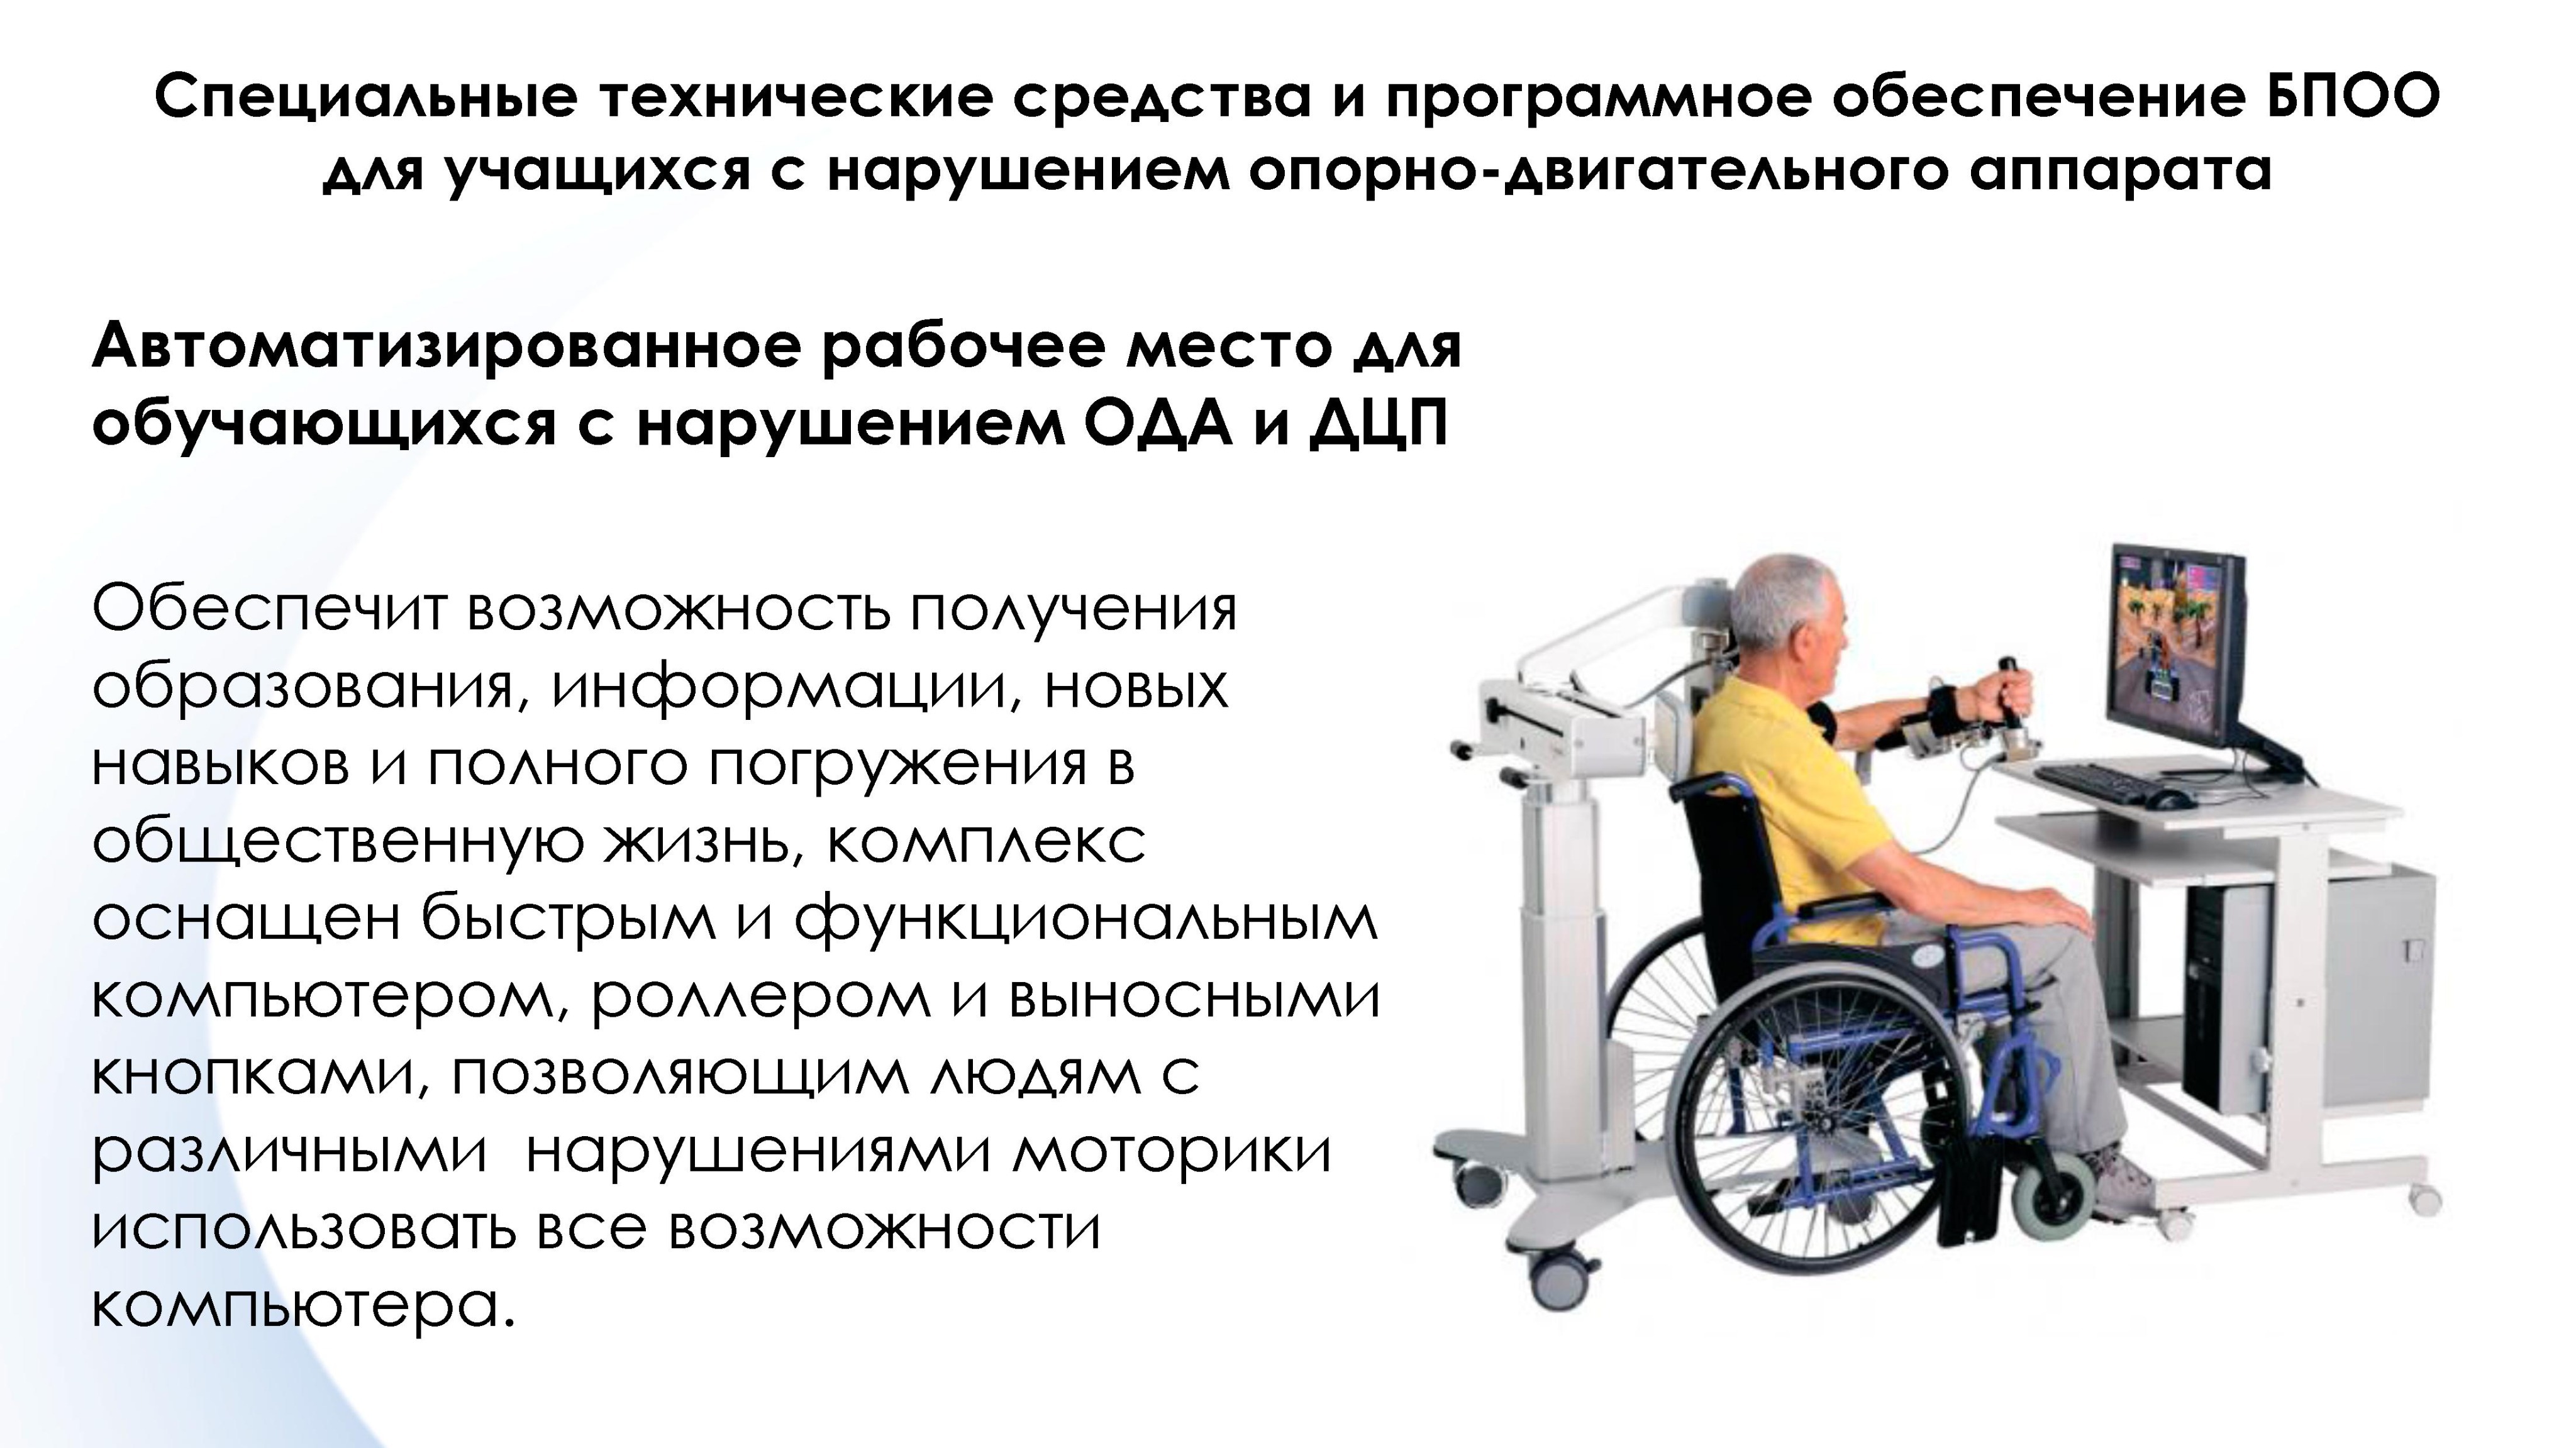 Специальные технические средства и программное обеспечение БПОО
для учащихся с нарушением опорно-двигательного аппарата
Автоматизированное рабочее место для
обучающихся с нарушением ОДА и ДЦП
Обеспечит возможность получения
образования, информации, новых
навыков и полного погружения в
общественную жизнь, комплекс
оснащен быстрым и функциональным
компьютером, роллером и выносными
кнопками, позволяющим людям с
различными  нарушениями моторики
использовать все возможности
компьютера.